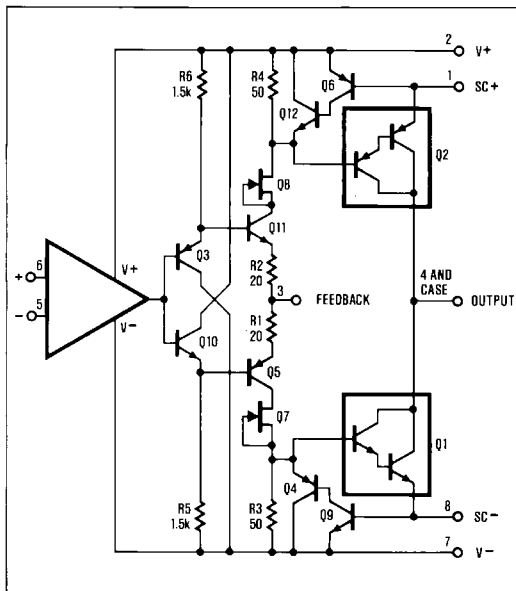 2 V+
R6 1.5k
R4 50
Q6
1 SC+
Q12
Q2
Q8
Q11
Q3
R2 20
+ 6
V+
3 FEEDBACK
4 AND CASE
OUTPUT
- 5
V-
R1 20
Q10
Q5
Q7
Q1
Q4
Q9
R5 1.5k
R3 50
8 SC-
7 V-